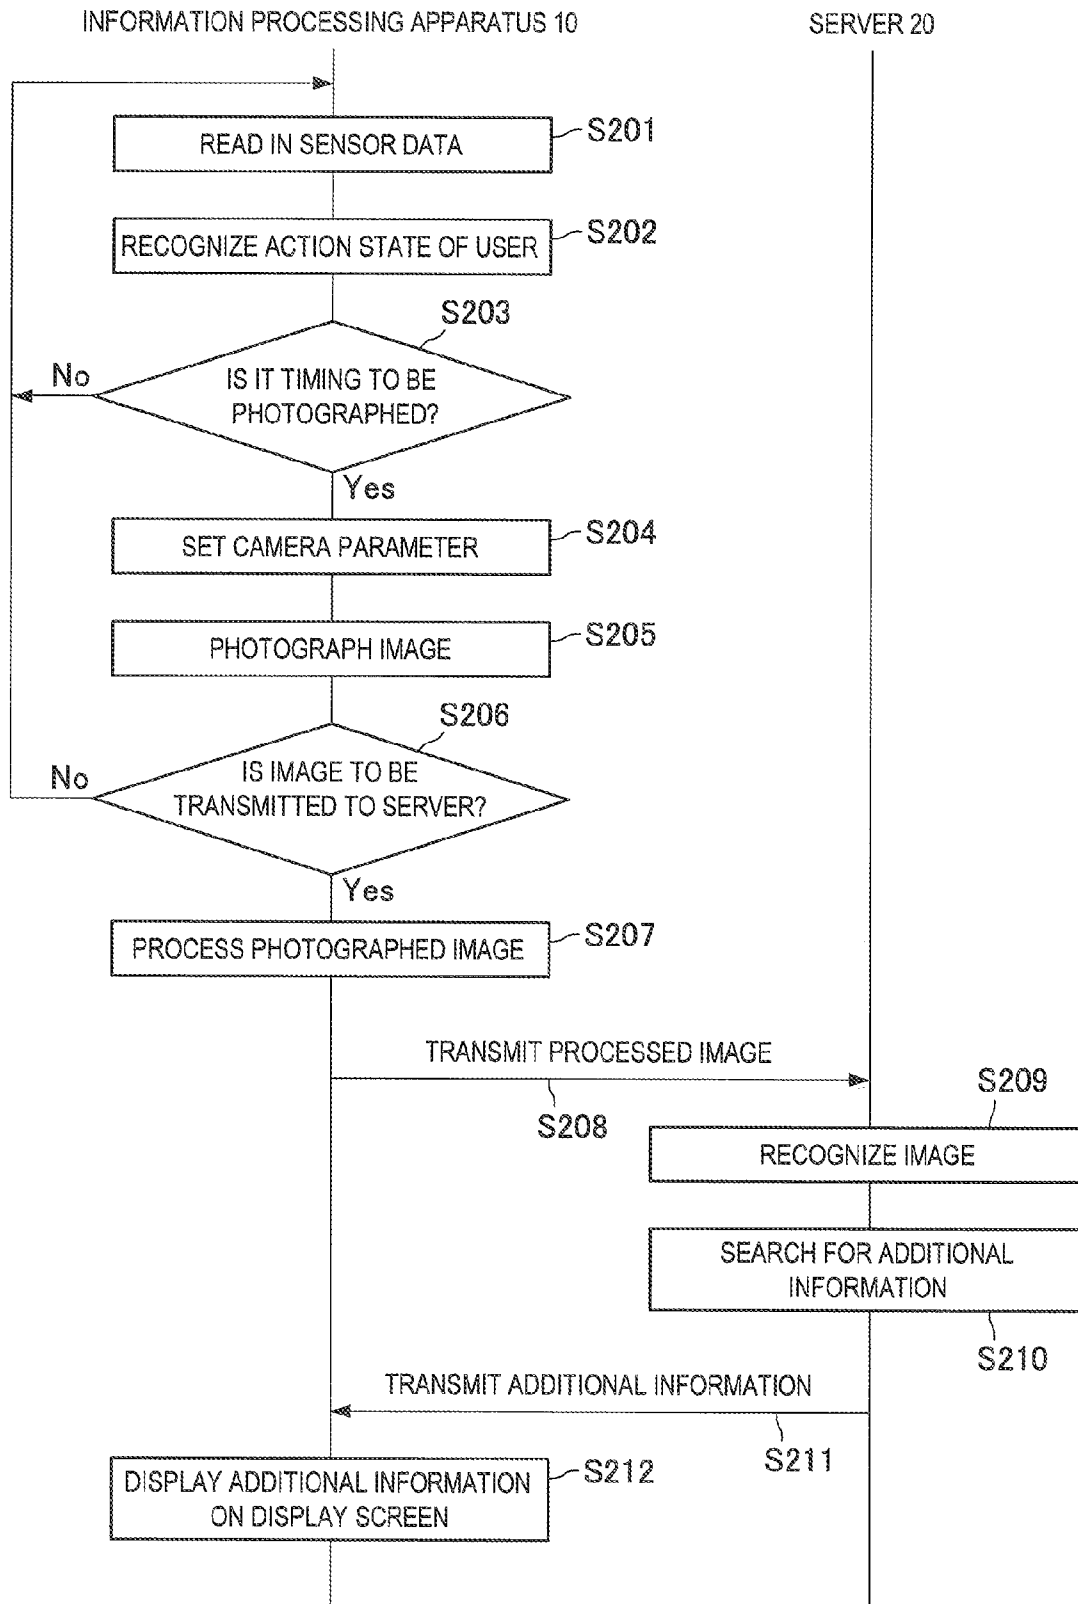 INFORMATION PROCESSING APPARATUS 10
SERVER 20
READ IN SENSOR DATA
S201
RECOGNIZE ACTION STATE OF USER
S202
S203
IS IT TIMING TO BE
PHOTOGRAPHED?
No
Yes
SET CAMERA PARAMETER
S204
PHOTOGRAPH IMAGE
S205
S206
IS IMAGE TO BE
TRANSMITTED TO SERVER?
No
Yes
PROCESS PHOTOGRAPHED IMAGE
S207
TRANSMIT PROCESSED IMAGE
S208
S209
RECOGNIZE IMAGE
SEARCH FOR ADDITIONAL
INFORMATION
S210
TRANSMIT ADDITIONAL INFORMATION
S211
DISPLAY ADDITIONAL INFORMATION
ON DISPLAY SCREEN
S212